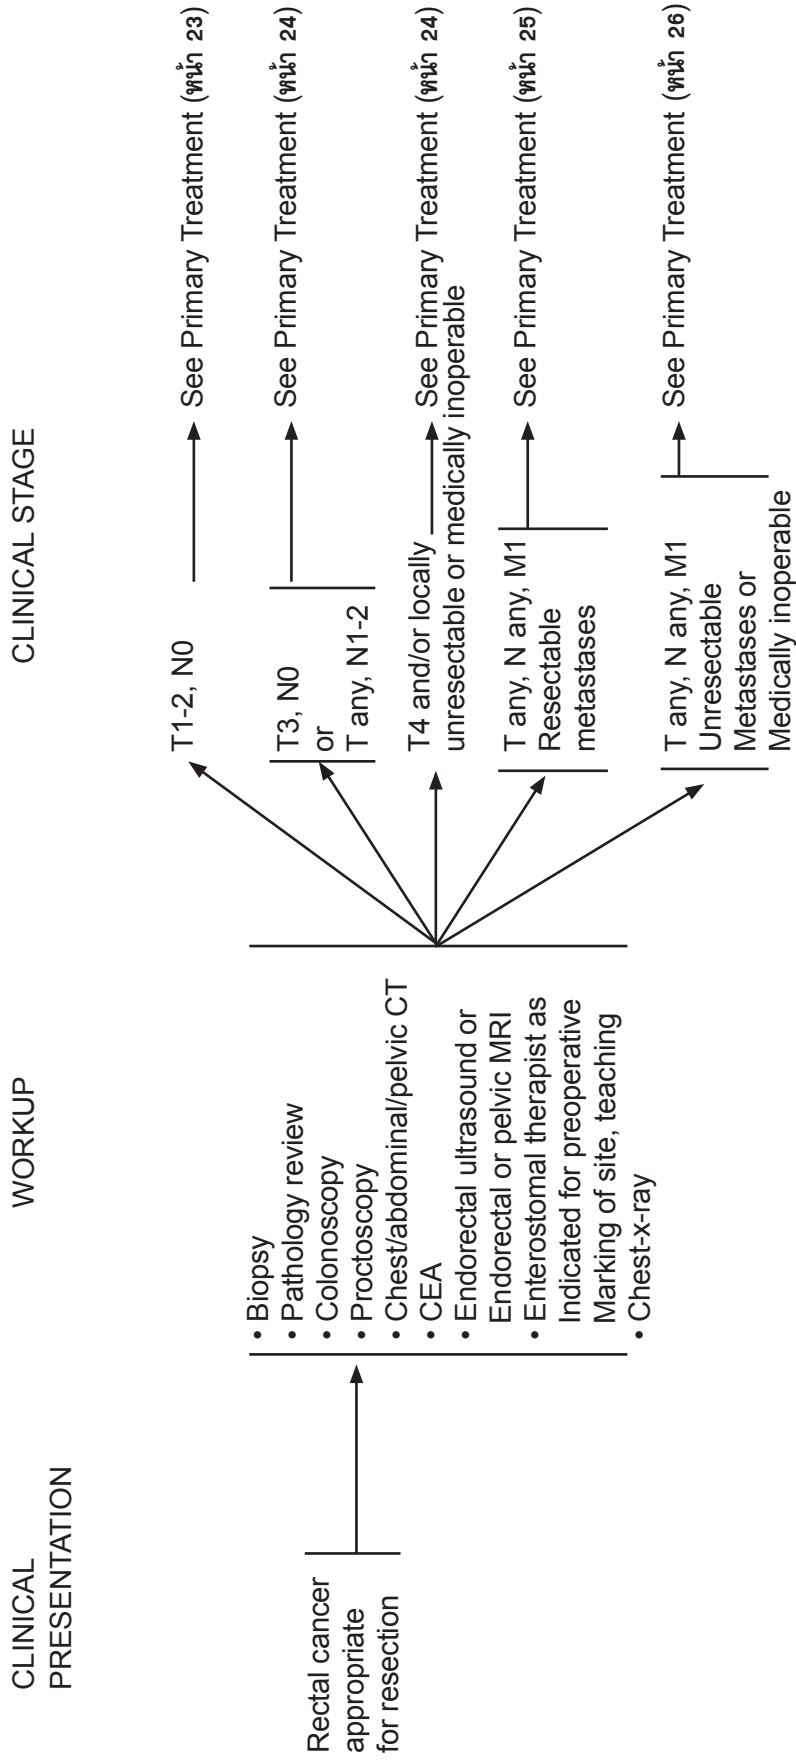 CLINICAL
PRESENTATION
WORKUP
CLINICAL STAGE
Rectal cancer
appropriate
for resection
• Biopsy
• Pathology review
• Colonoscopy
• Proctoscopy
• Chest/abdominal/pelvic CT
• CEA
• Endorectal ultrasound or
Endorectal or pelvic MRI
• Enterostomal therapist as
Indicated for preoperative
Marking of site, teaching
• Chest-x-ray
T1-2, N0
See Primary Treatment (หน้า 23)
T3, N0
or
T any, N1-2
See Primary Treatment (หน้า 24)
T4 and/or locally
unresectable or medically inoperable
See Primary Treatment (หน้า 24)
T any, N any, M1
Resectable
metastases
See Primary Treatment (หน้า 25)
T any, N any, M1
Unresectable
Metastases or
Medically inoperable
See Primary Treatment (หน้า 26)